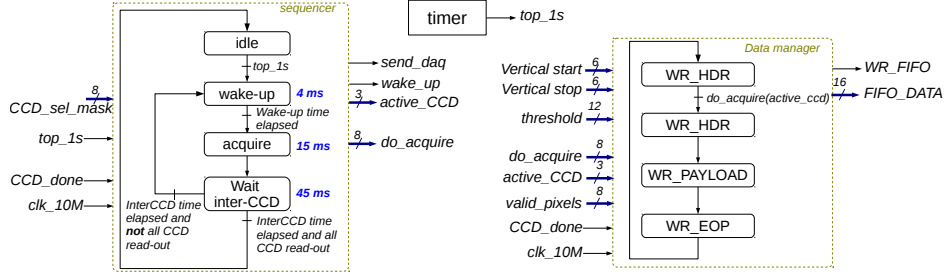 sequencer
idle
top_1s
wake-up
4 ms
Wake-up time
elapsed
acquire
15 ms
Wait
inter-CCD
45 ms
InterCCD time
elapsed and
not all CCD
read-out
InterCCD time
elapsed and all
CCD read-out
8
CCD_sel_mask
top_1s
CCD_done
clk_10M
send_daq
wake_up
3
active_CCD
8
do_acquire
timer
top_1s
Data manager
WR_HDR
do_acquire(active_ccd)
WR_HDR
WR_PAYLOAD
WR_EOP
6
Vertical start
6
Vertical stop
12
threshold
8
do_acquire
3
active_CCD
8
valid_pixels
CCD_done
clk_10M
WR_FIFO
16
FIFO_DATA